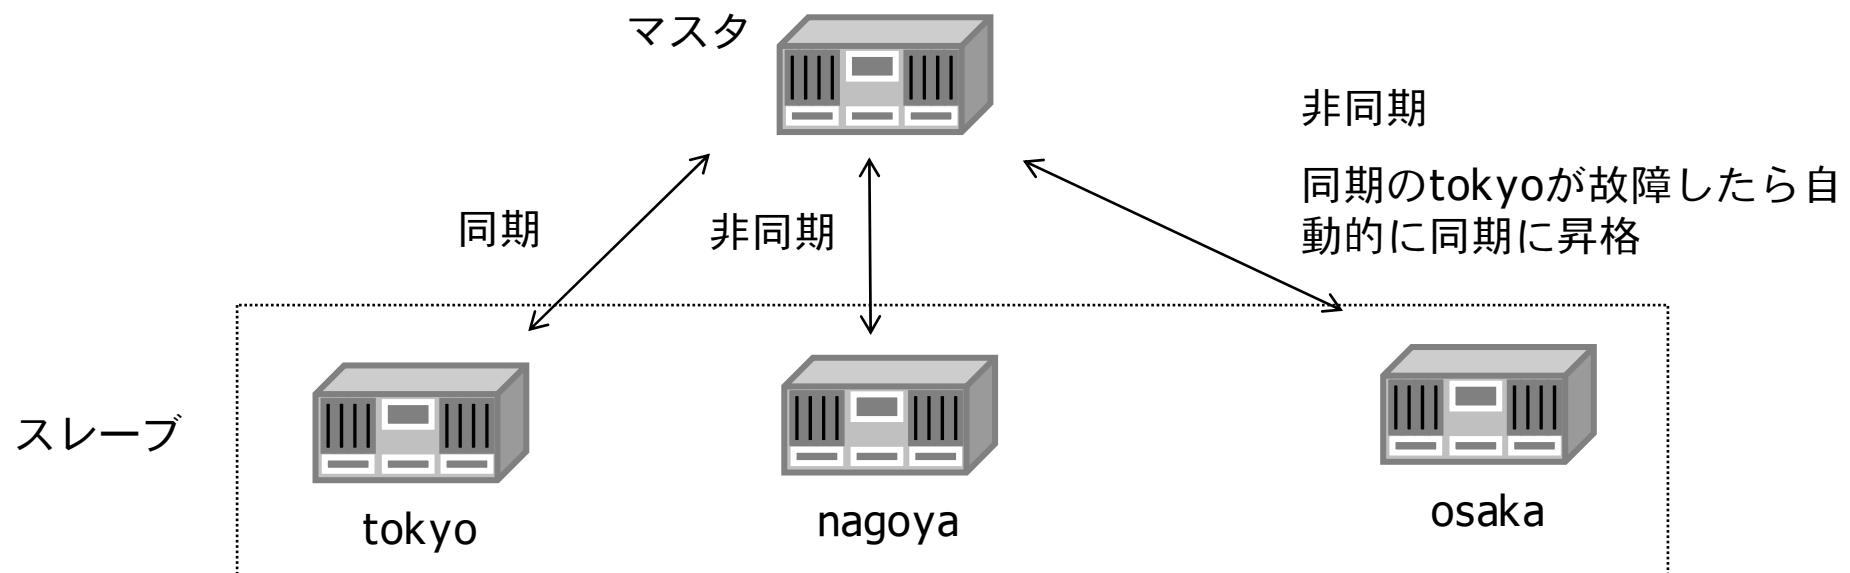 マスタ
非同期
同期のtokyoが故障したら自
動的に同期に昇格
同期
非同期
スレーブ
tokyo
nagoya
osaka